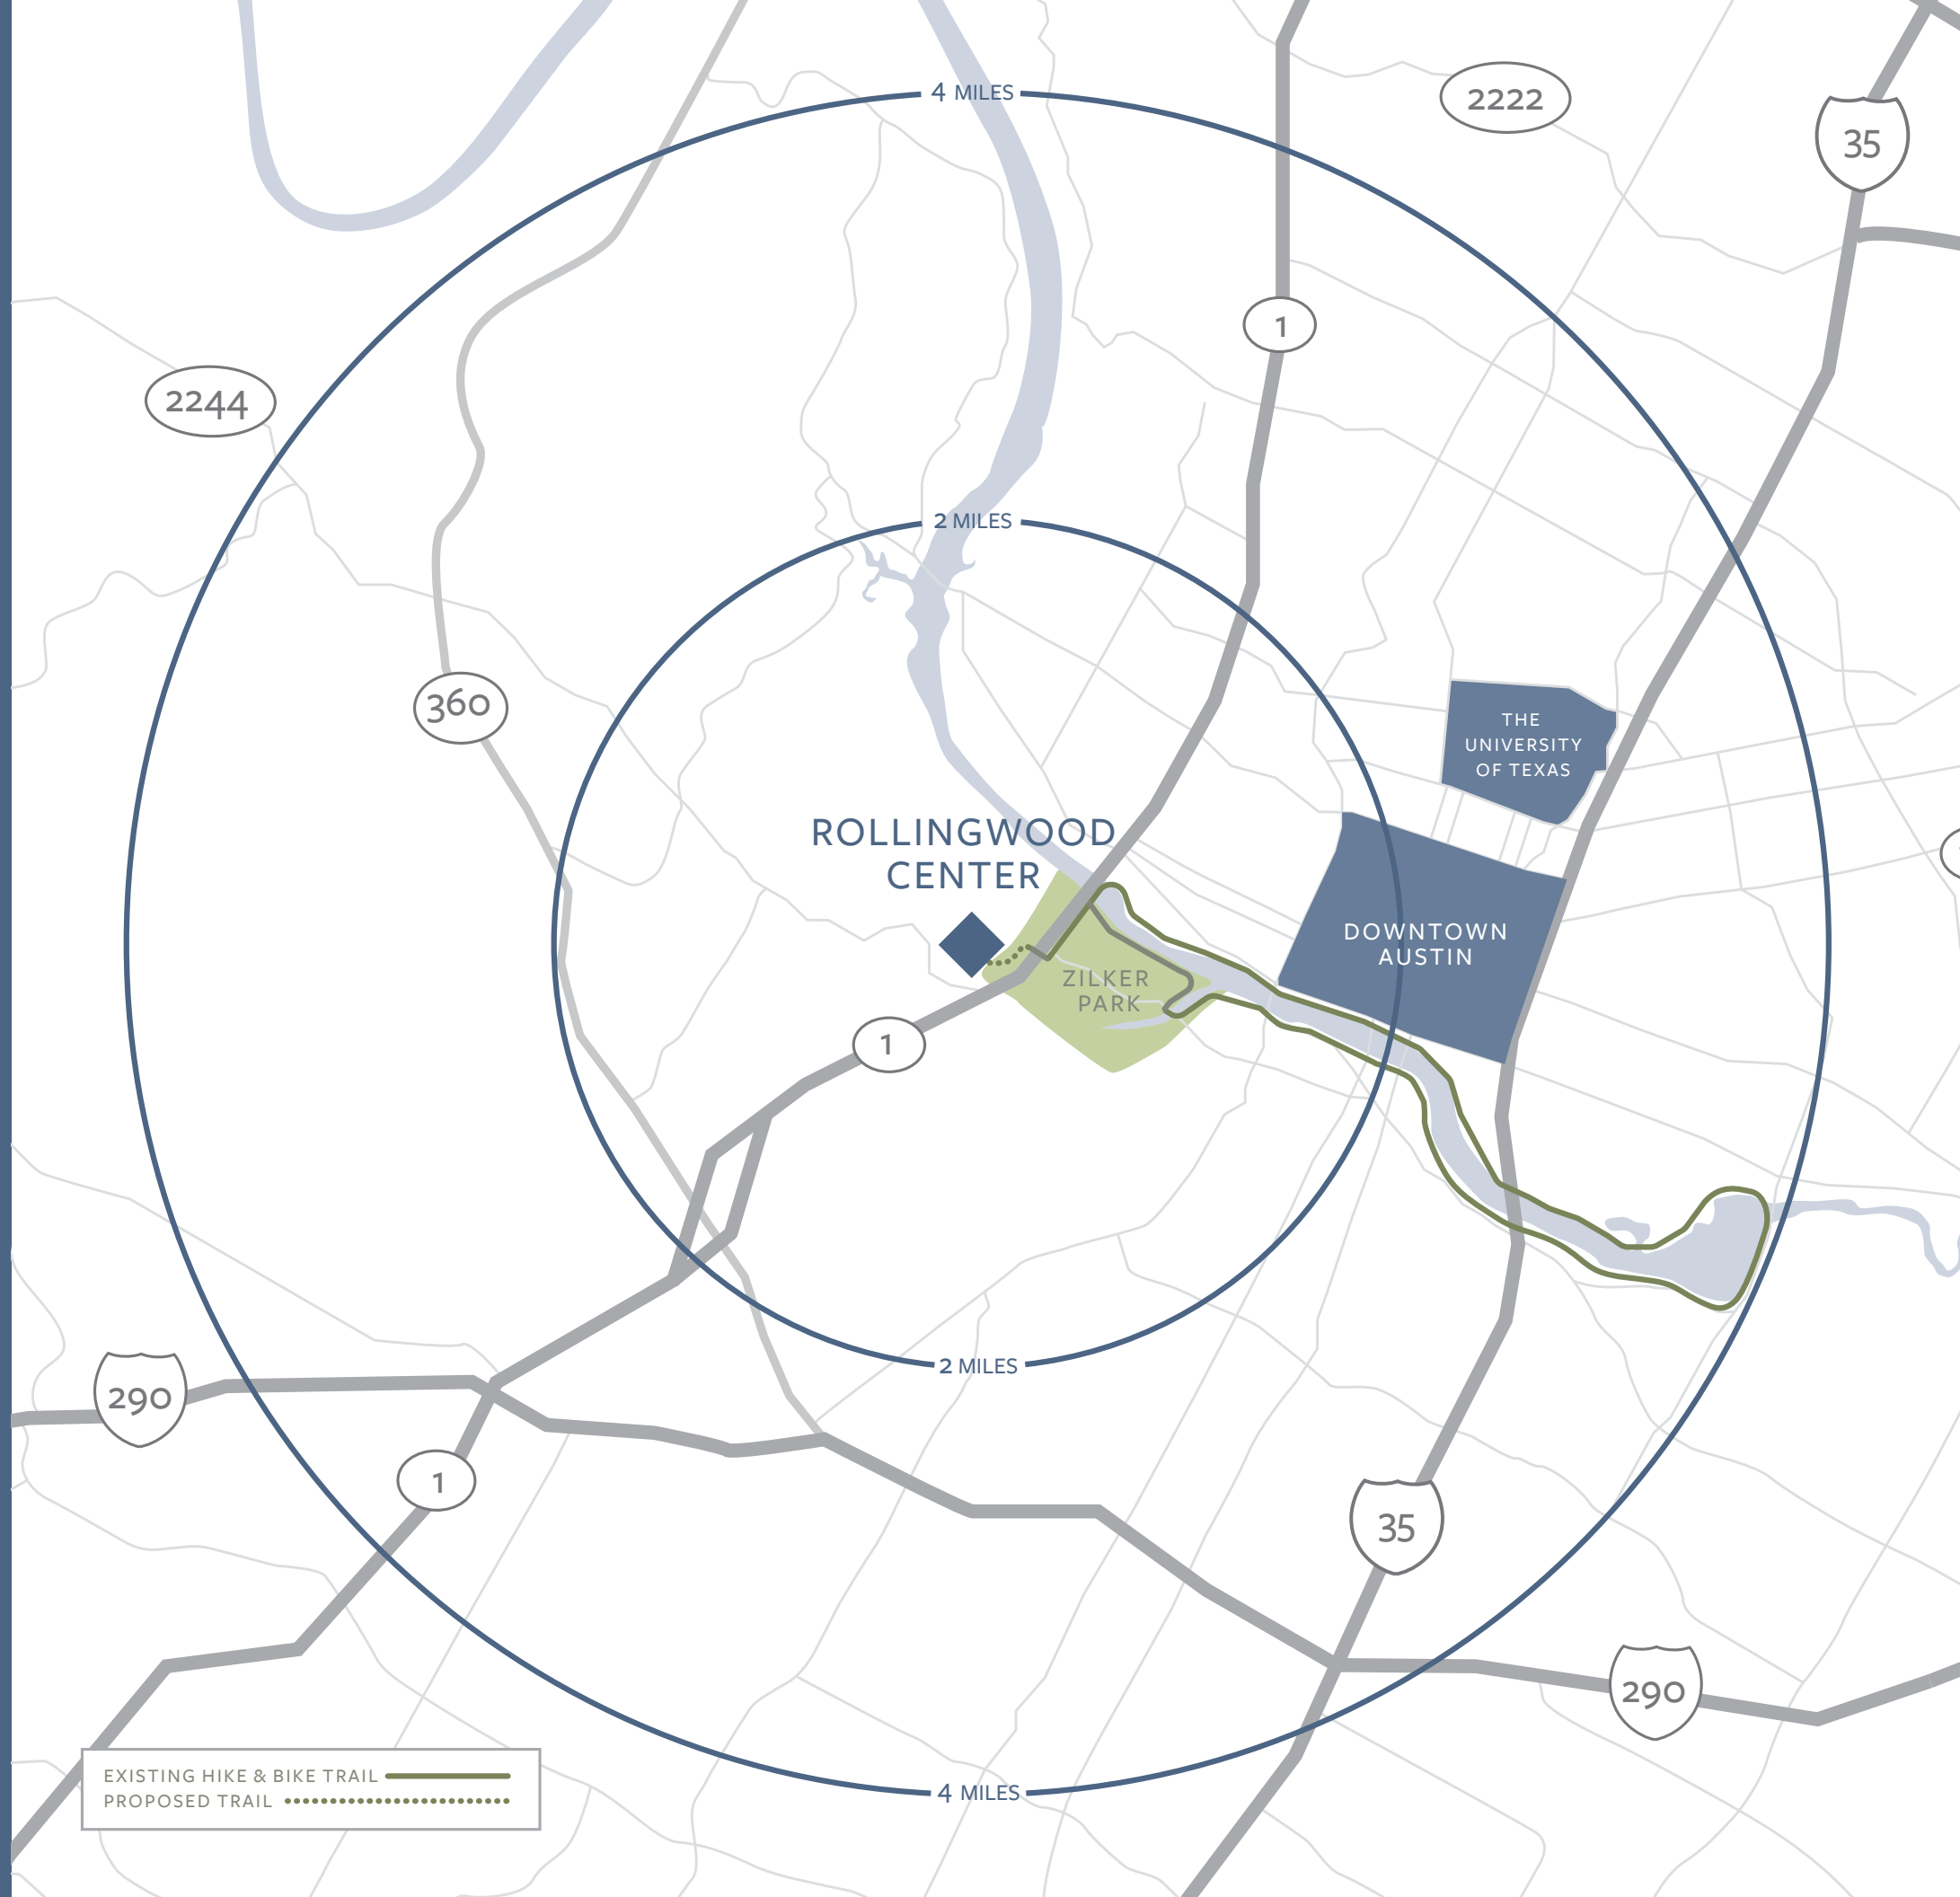 4 MILES
2222
35
1
2244
2 MILES
360
THE
UNIVERSITY
OF TEXAS
ROLLINGWOOD
CENTER
DOWNTOWN
AUSTIN
ZILKER
PARK
1
2 MILES
290
1
35
290
EXISTING HIKE & BIKE TRAIL
PROPOSED TRAIL
4 MILES